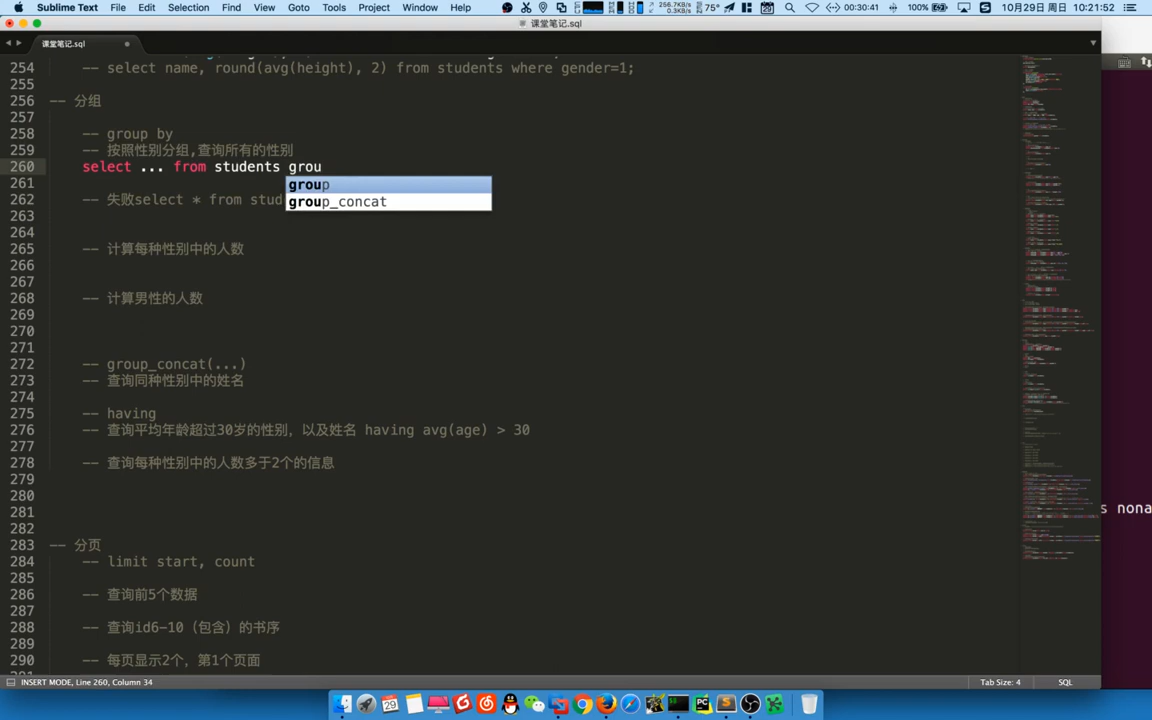 Sublime Text File Edit Selection Find View Goto Tools Project Window Help
256.7KB/s
0.3KB/s
75° 00:30:41 100% 10月29日 周日 10:21:52
课堂笔记.sql
课堂笔记.sql
254 -- select name, round(avg(height), 2) from students where gender=1;
255
256 -- 分组
257
258 -- group by
259 -- 按照性别分组,查询所有的性别
260 select ... from students grou
261 group
262 -- 失败select * from stud group_concat
263
264
265 -- 计算每种性别中的人数
266
267
268 -- 计算男性的人数
269
270
271
272 -- group_concat(...)
273 -- 查询同种性别中的姓名
274
275 -- having
276 -- 查询平均年龄超过30岁的性别，以及姓名 having avg(age) > 30
277
278 -- 查询每种性别中的人数多于2个的信息
279
280
281
282
283 -- 分页
284 -- limit start, count
285
286 -- 查询前5个数据
287
288 -- 查询id6-10（包含）的书序
289
290 -- 每页显示2个，第1个页面
s nona
INSERT MODE, Line 260, Column 34 Tab Size: 4 SQL